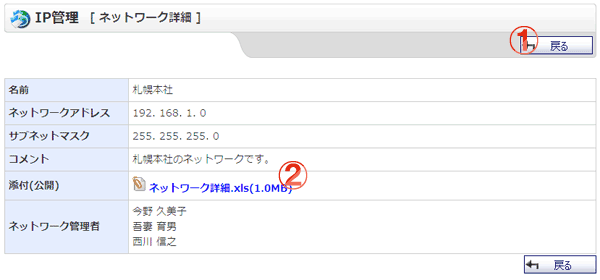 IP管理 [ ネットワーク詳細 ]
① 戻る
名前 札幌本社
ネットワークアドレス 192. 168. 1. 0
サブネットマスク 255. 255. 255. 0
コメント 札幌本社のネットワークです。
添付(公開) ネットワーク詳細.xls(1.0MB) ②
ネットワーク管理者 今野 久美子
吾妻 育男
西川 信之
戻る